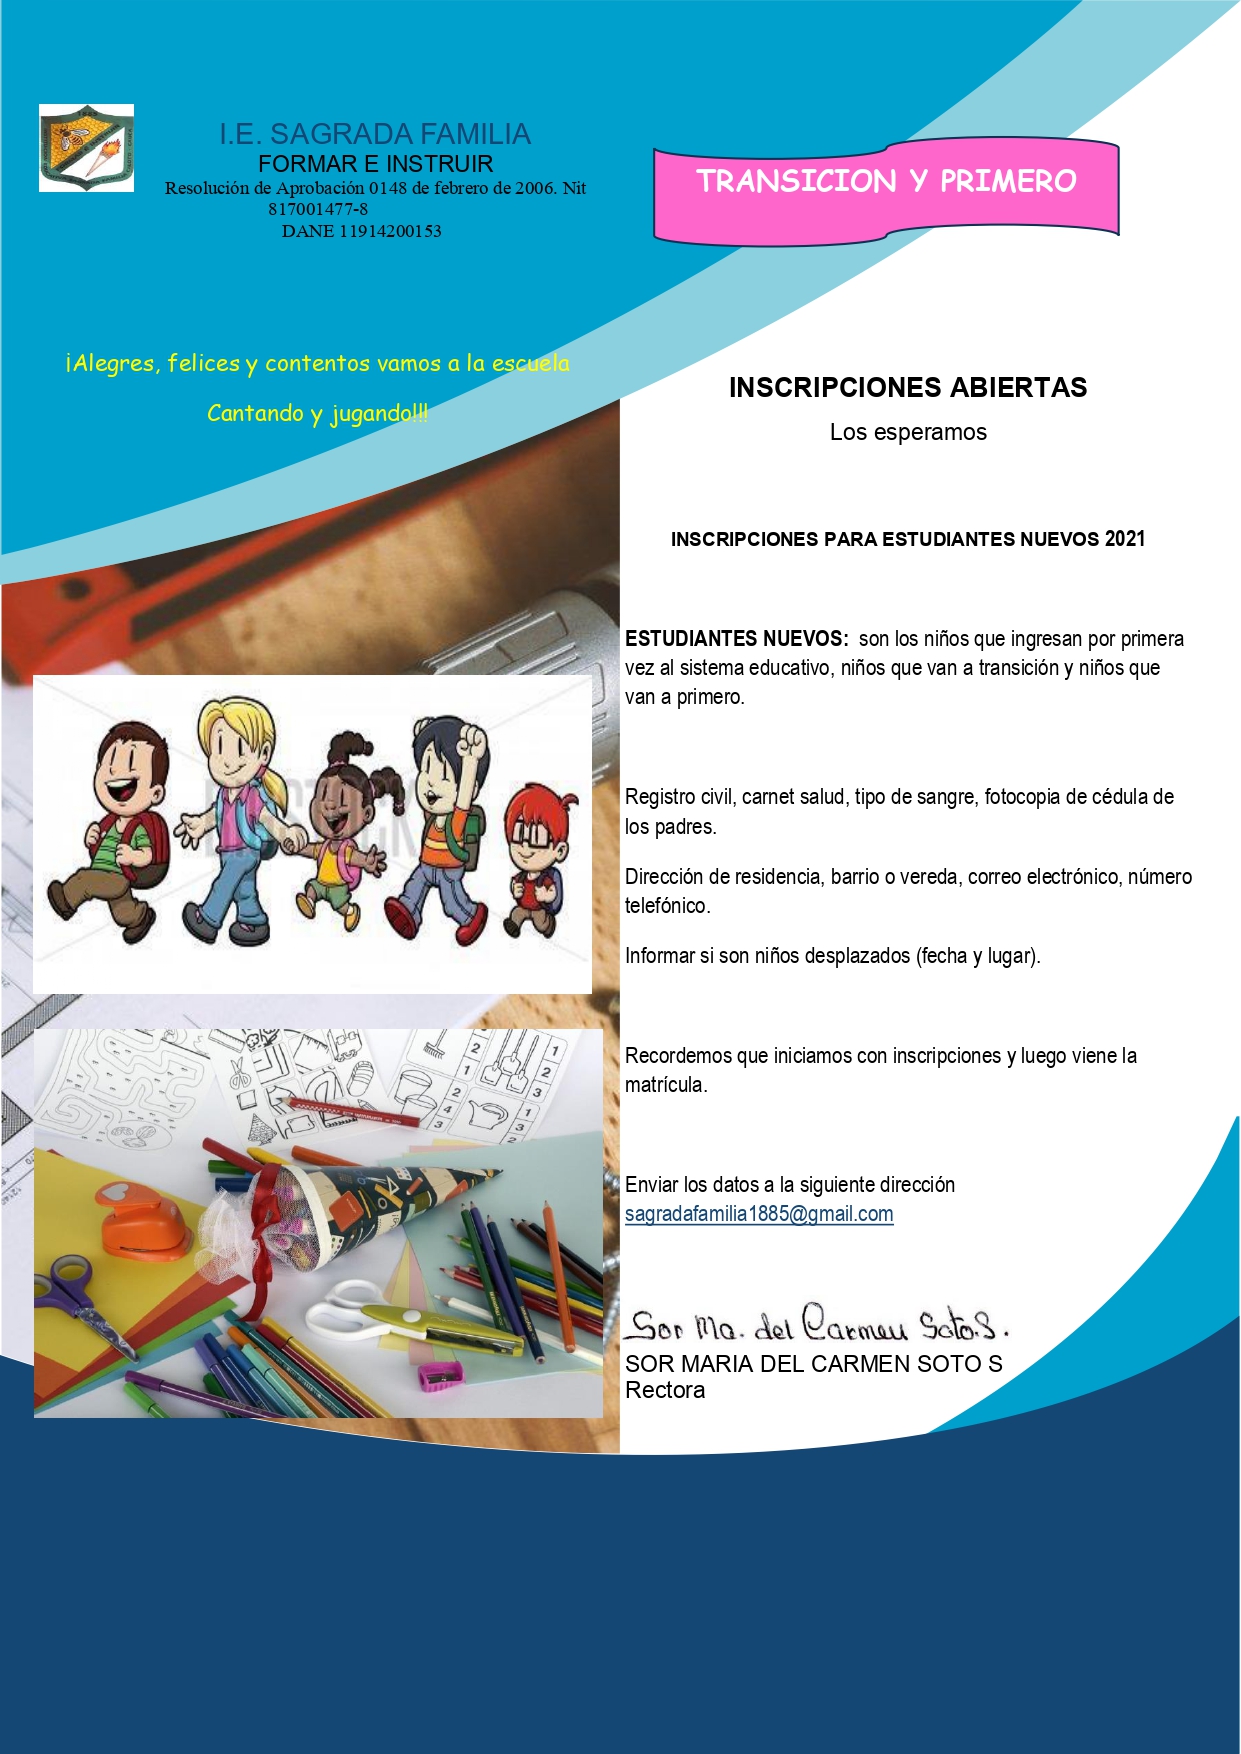 I.E. SAGRADA FAMILIA
FORMAR E INSTRUIR
Resolución de Aprobación 0148 de febrero de 2006. Nit
817001477-8
DANE 11914200153
TRANSICION Y PRIMERO
¡Alegres, felices y contentos vamos a la escuela
Cantando y jugando!!!
INSCRIPCIONES ABIERTAS
Los esperamos
INSCRIPCIONES PARA ESTUDIANTES NUEVOS 2021
ESTUDIANTES NUEVOS: son los niños que ingresan por primera
vez al sistema educativo, niños que van a transición y niños que
van a primero.
Registro civil, carnet salud, tipo de sangre, fotocopia de cédula de
los padres.
Dirección de residencia, barrio o vereda, correo electrónico, número
telefónico.
Informar si son niños desplazados (fecha y lugar).
Recordemos que iniciamos con inscripciones y luego viene la
matrícula.
Enviar los datos a la siguiente dirección
sagradafamilia1885@gmail.com
Sor Ma. del Carmen Soto.S.
SOR MARIA DEL CARMEN SOTO S
Rectora